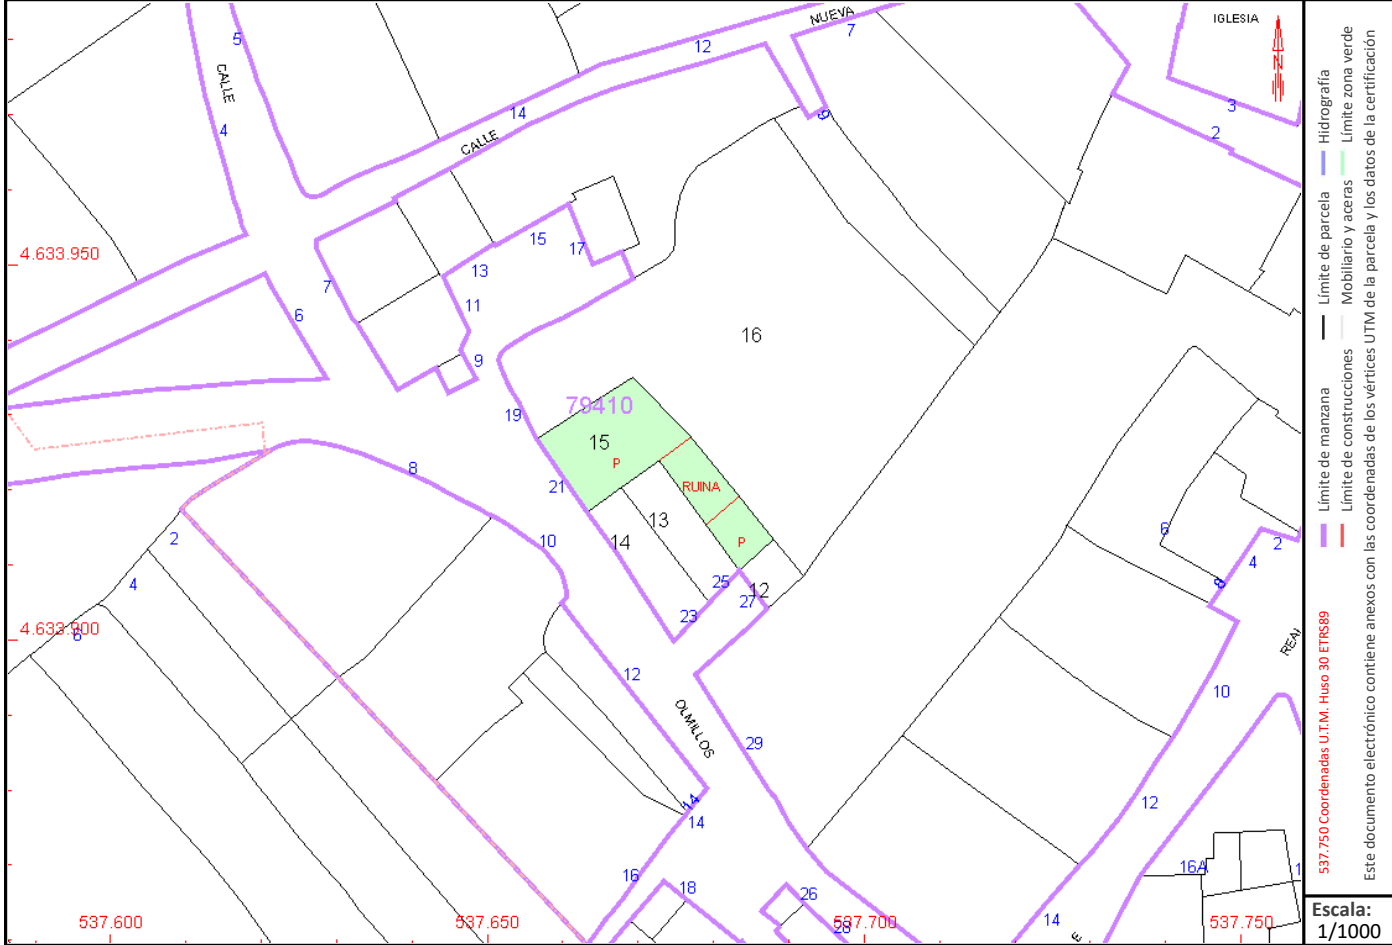 NUEVA
IGLESIA
5
12
7
CALLE
4
14
6
3
2
CALLE
4.633.950
15
17
13
7
11
6
9
16
79410
19
15
P
8
21
RUINA
13
14
10
P
2
4
25
12
27
23
6
4.633.900
6
2
4
8
REAL
12
10
OLMILLOS
29
14
14
12
16
18
26
28
16A
1
14
E
537.600
537.650
537.700
537.750
Límite de manzana
Límite de parcela
Hidrografía
Límite de construcciones
Mobiliario y aceras
Límite zona verde
537.750 Coordenadas U.T.M. Huso 30 ETRS89
Este documento electrónico contiene anexos con las coordenadas de los vértices UTM de la parcela y los datos de la certificación
Escala:
1/1000